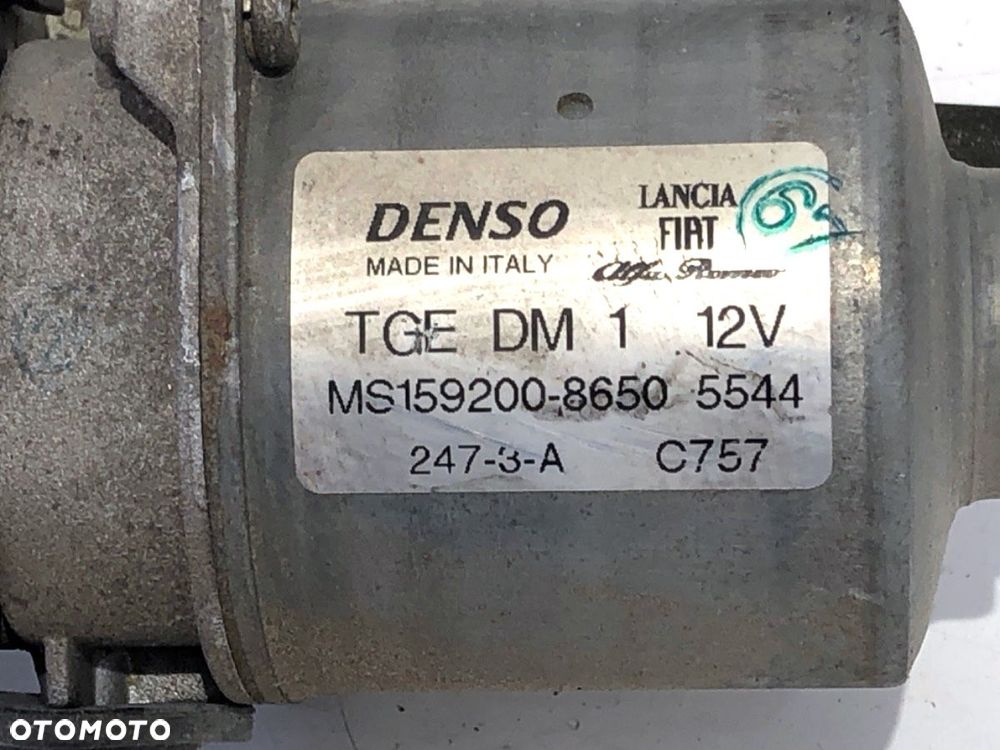 DENSO
MADE IN ITALY
LANCIA
FIAT
Alfa Romeo
TGE DM 1 12V
MS159200-8650 5544
247-3-A C757
OTOMOTO